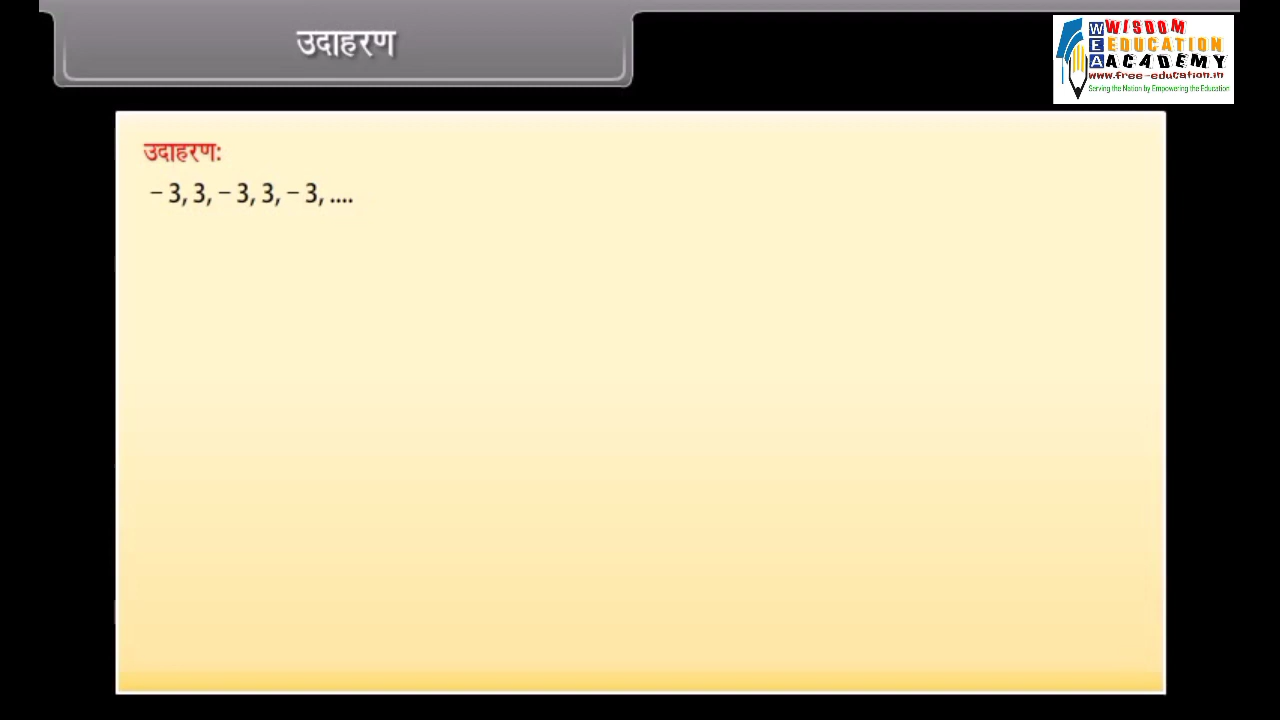 उदाहरण
WEA
WISDOM
EDUCATION
ACADEMY
www.free-education.in
Serving the Nation by Empowering the Education
उदाहरण:
– 3, 3, – 3, 3, – 3, ....